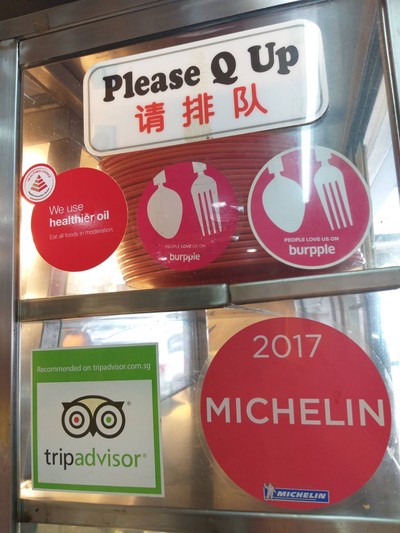 Please Q Up
请排队
We use
healthier oil
Eat all foods in moderation
PEOPLE LOVE US ON
burpple
PEOPLE LOVE US ON
burpple
Recommended on tripadvisor.com.sg
tripadvisor®
2017
MICHELIN
MICHELIN